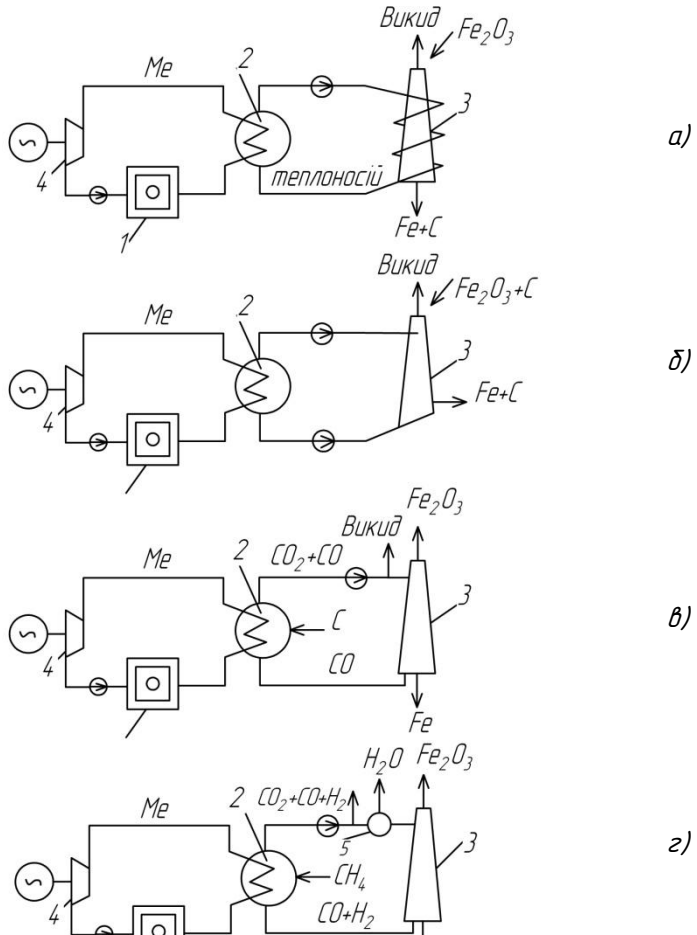 Викид
Fe₂O₃
Me
2
3
а)
4
теплоносій
1
Fe+C
Викид
Fe₂O₃+C
Me
2
3
б)
Fe+C
4
Fe₂O₃
Викид
Me
2
CO₂+CO
3
в)
C
4
CO
Fe
H₂O
Fe₂O₃
Me
2
CO₂+CO+H₂
5
3
г)
CH₄
4
CO+H₂